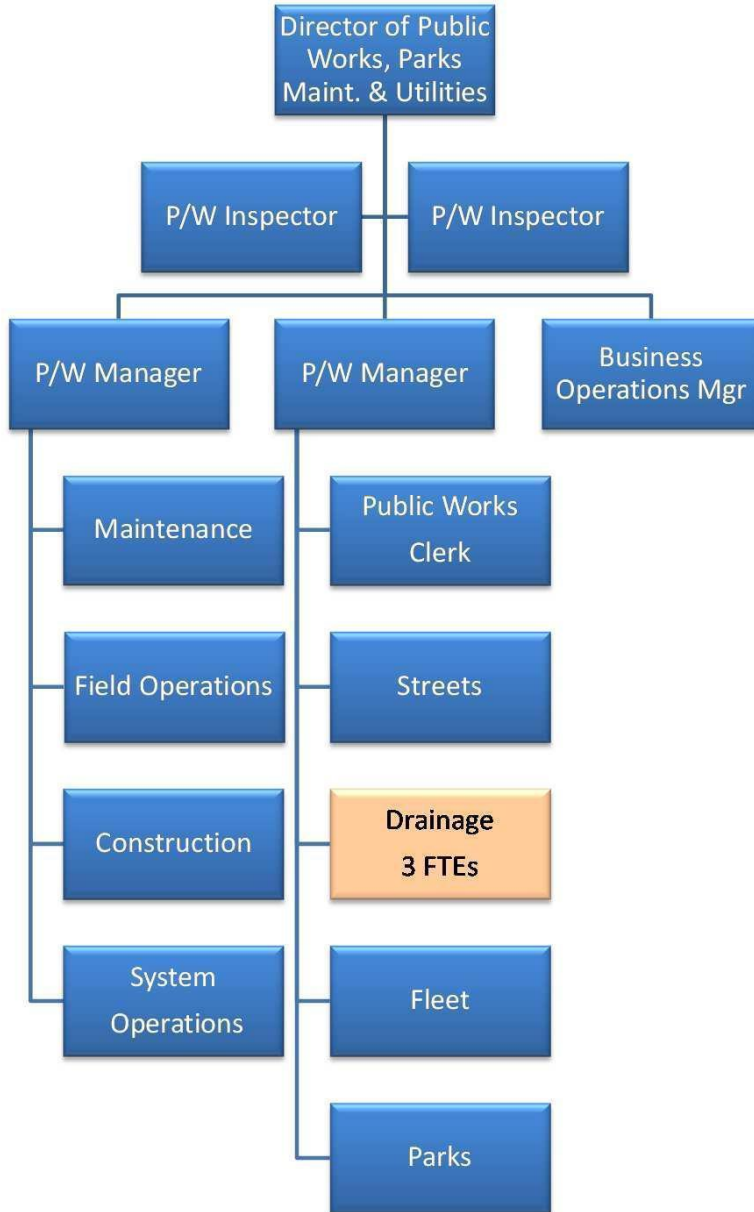 Director of Public
Works, Parks
Maint. & Utilities
P/W Inspector
P/W Inspector
P/W Manager
P/W Manager
Business
Operations Mgr
Maintenance
Public Works
Clerk
Field Operations
Streets
Construction
Drainage
3 FTEs
System
Operations
Fleet
Parks